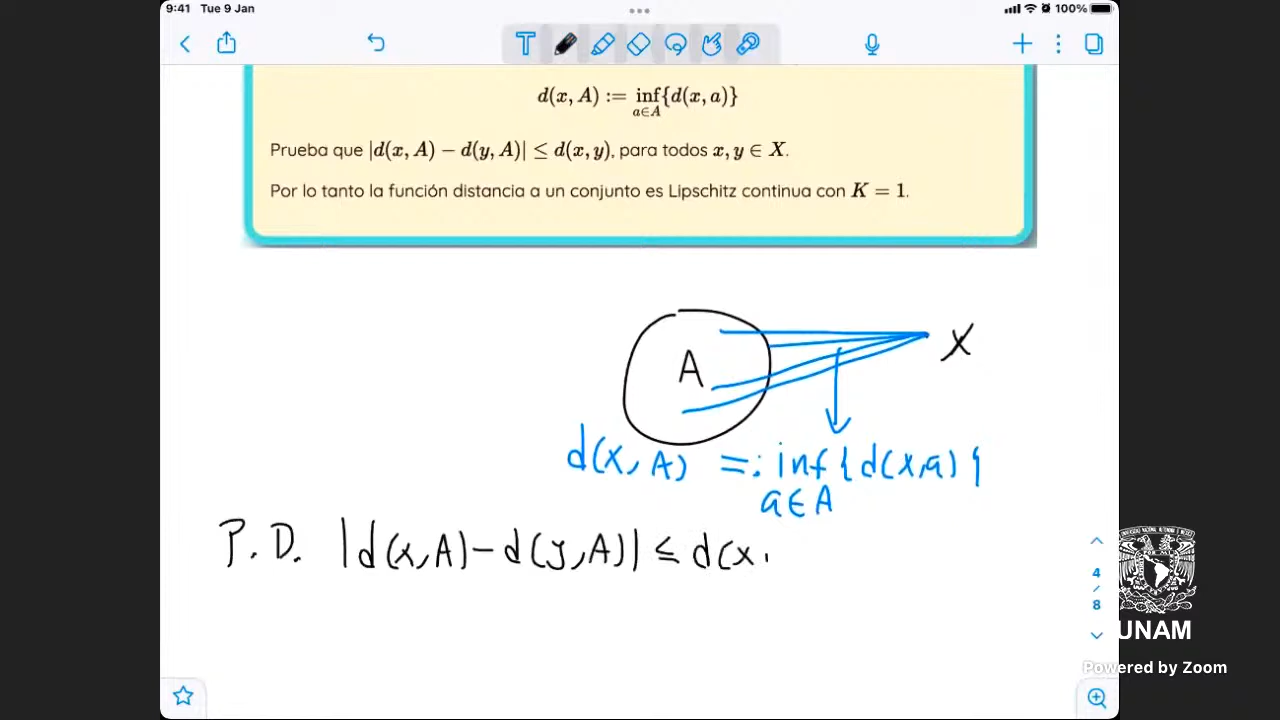 9:41 Tue 9 Jan 100%
T
d(x, A) := inf{d(x, a)}
a∈A
Prueba que |d(x, A) − d(y, A)| ≤ d(x, y), para todos x, y ∈ X.
Por lo tanto la función distancia a un conjunto es Lipschitz continua con K = 1.
A
X
d(x, A) =: inf{d(x,a)}
a∈A
P.D. |d(x,A)−d(y,A)| ≤ d(x,
4
/
8
UNAM
Powered by Zoom